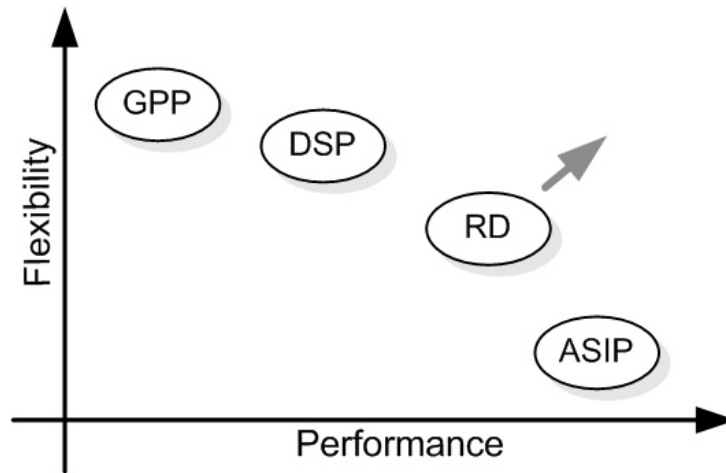 GPP
DSP
RD
ASIP
Flexibility
Performance